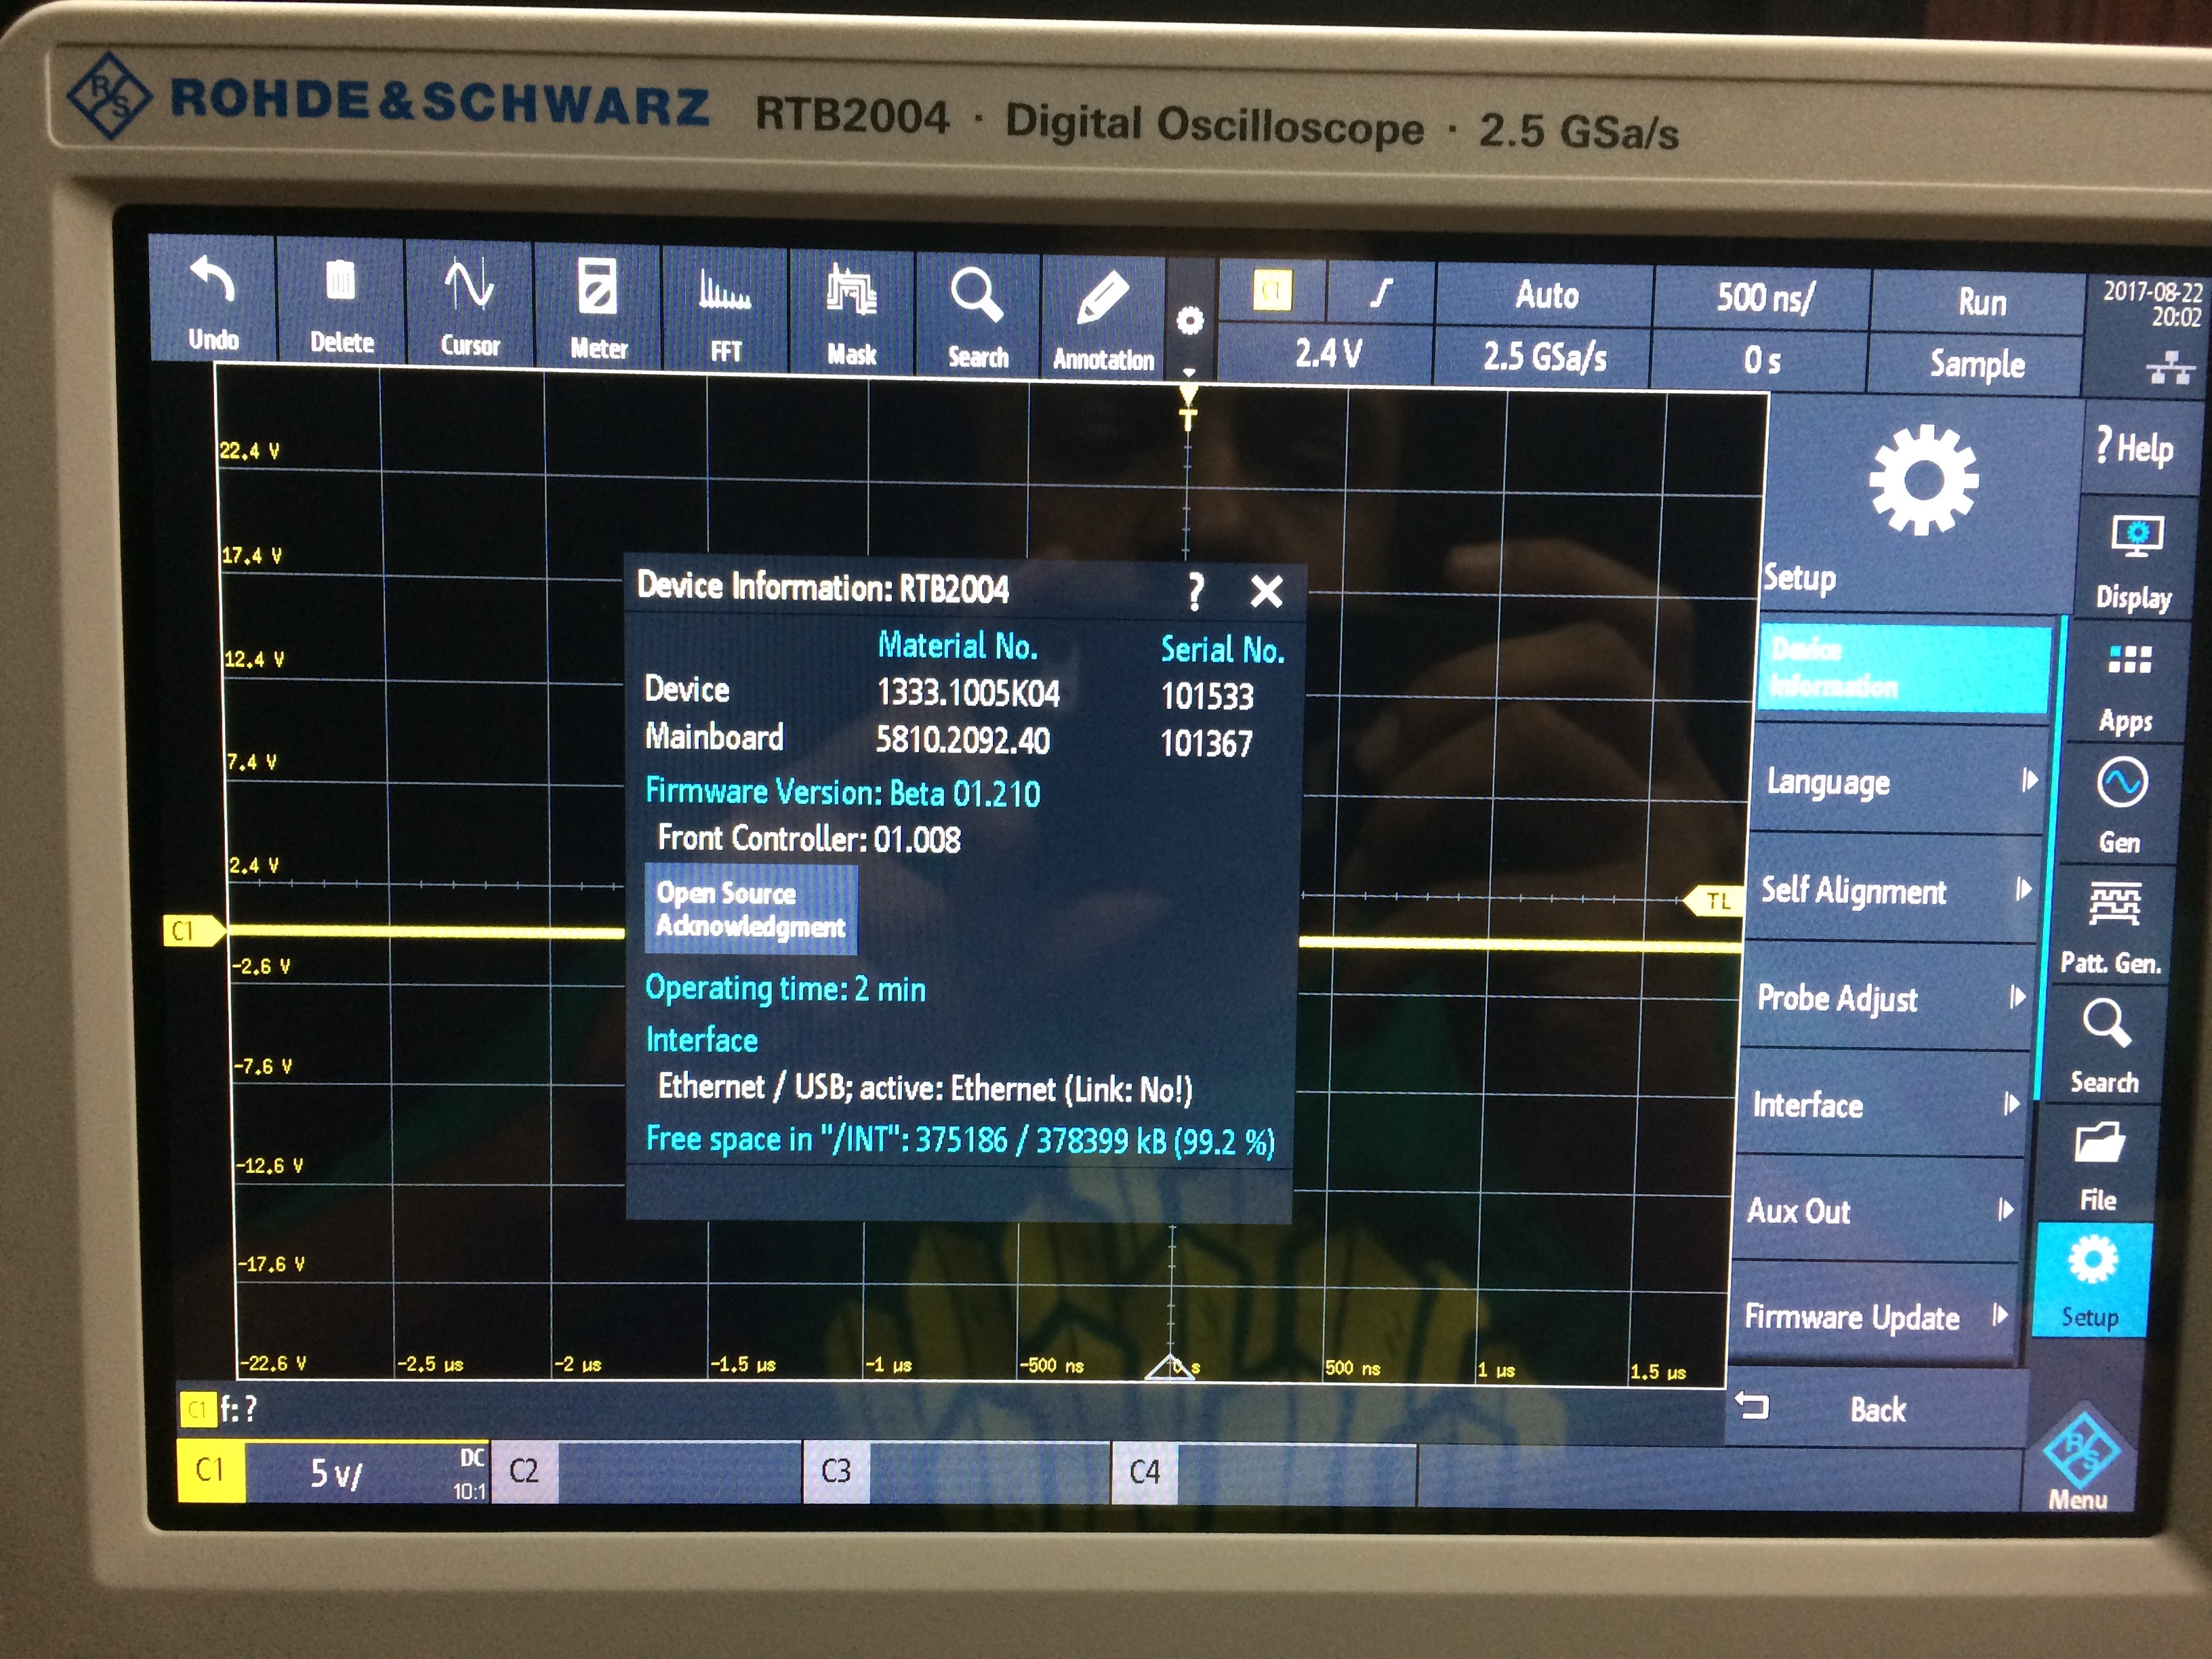 R/S ROHDE&SCHWARZ RTB2004 · Digital Oscilloscope · 2.5 GSa/s
Undo
Delete
Cursor
Meter
FFT
Mask
Search
Annotation
C1
Auto
500 ns/
Run
2.4 V
2.5 GSa/s
0 s
Sample
2017-08-22
20:02
T
22.4 V
17.4 V
12.4 V
7.4 V
2.4 V
C1
-2.6 V
-7.6 V
-12.6 V
-17.6 V
-22.6 V
-2.5 µs
-2 µs
-1.5 µs
-1 µs
-500 ns
0 s
500 ns
1 µs
1.5 µs
TL
Device Information: RTB2004 ?
Material No. Serial No.
Device 1333.1005K04 101533
Mainboard 5810.2092.40 101367
Firmware Version: Beta 01.210
Front Controller: 01.008
Open Source
Acknowledgment
Operating time: 2 min
Interface
Ethernet / USB; active: Ethernet (Link: No!)
Free space in "/INT": 375186 / 378399 kB (99.2 %)
Setup
Device
Information
Language
Self Alignment
Probe Adjust
Interface
Aux Out
Firmware Update
Back
? Help
Display
Apps
Gen
Patt. Gen.
Search
File
Setup
R/S
Menu
C1 f: ?
C1 5 V/ DC
10:1
C2
C3
C4